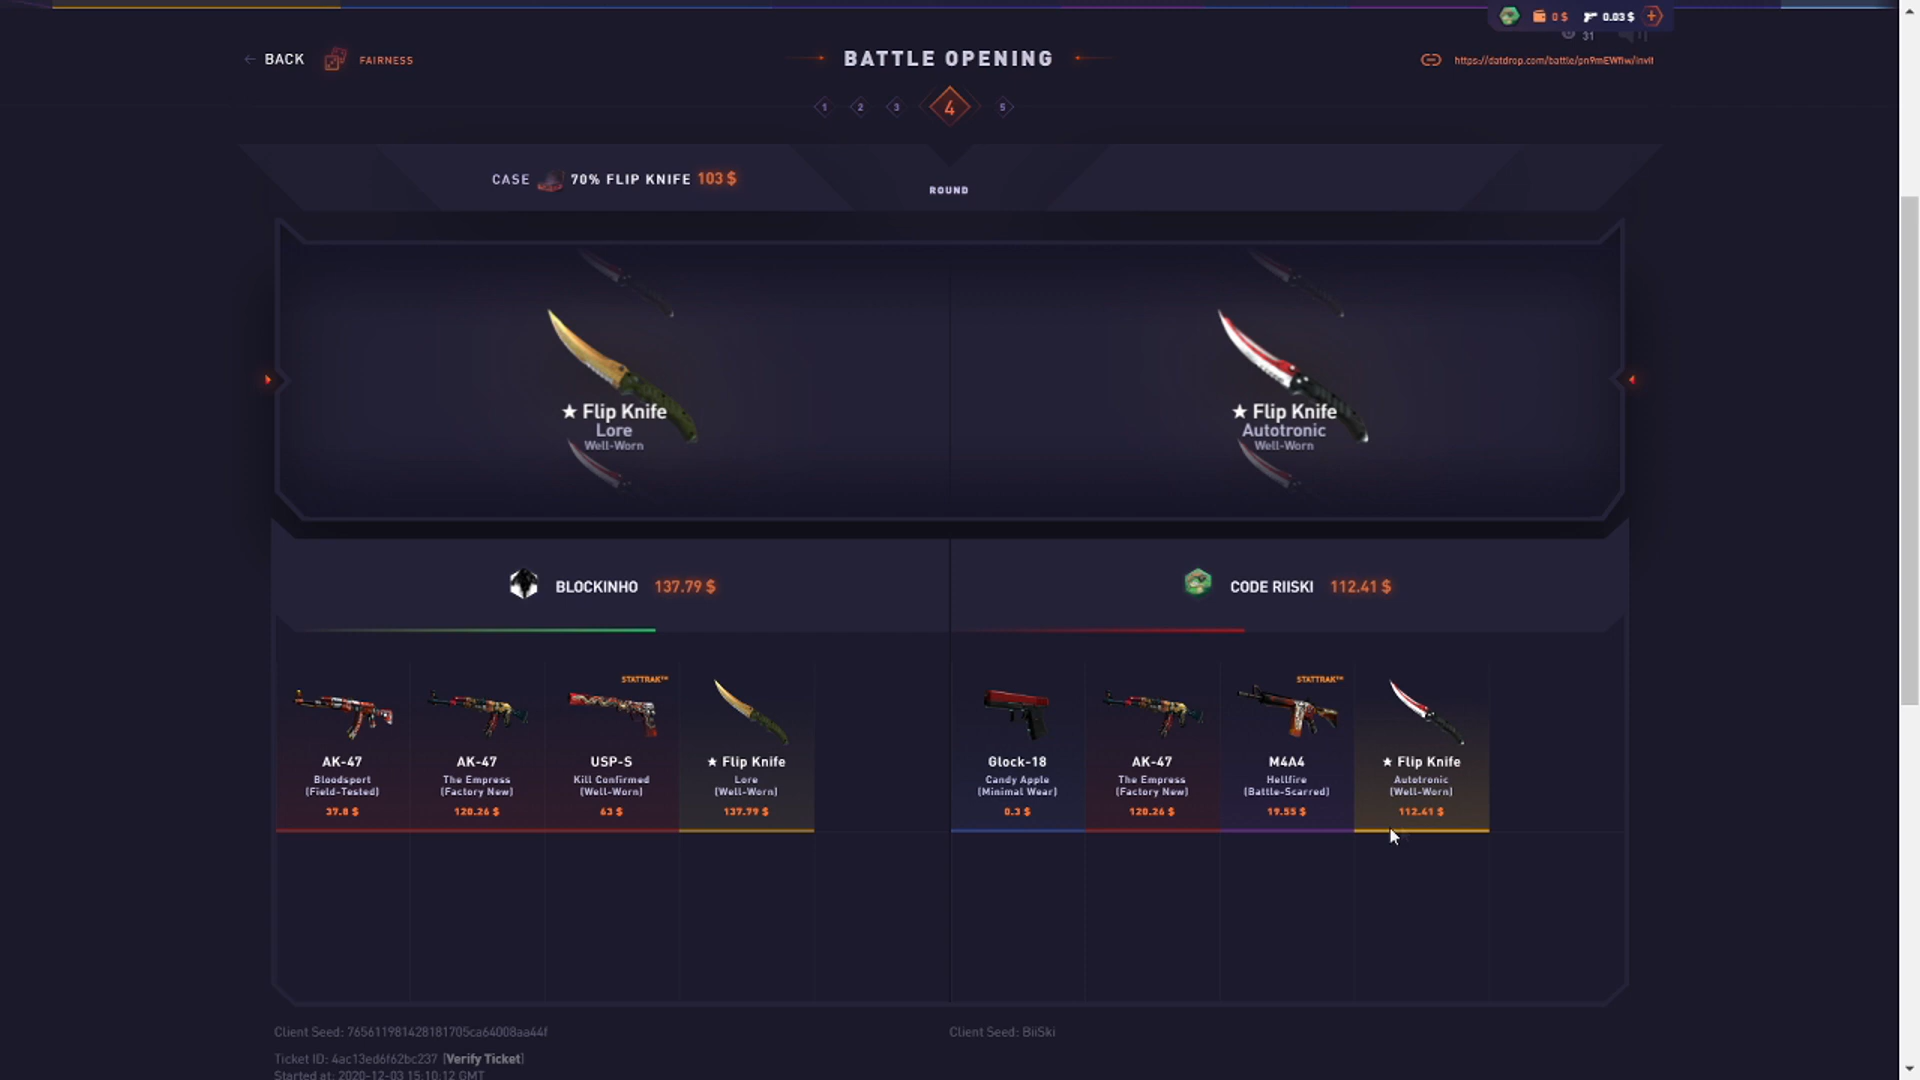 0 $ 0.03 $
31
BACK FAIRNESS
BATTLE OPENING
1 2 3 4 5
CASE 70% FLIP KNIFE 103 $
ROUND
★ Flip Knife
Lore
Well-Worn
★ Flip Knife
Autotronic
Well-Worn
BLOCKINHO 137.79 $
CODE RIISKI 112.41 $
AK-47
Bloodsport
(Field-Tested)
37.8 $
AK-47
The Empress
(Factory New)
120.26 $
STATTRAK™
USP-S
Kill Confirmed
(Well-Worn)
63 $
★ Flip Knife
Lore
(Well-Worn)
137.79 $
Glock-18
Candy Apple
(Minimal Wear)
0.3 $
AK-47
The Empress
(Factory New)
120.26 $
STATTRAK™
M4A4
Hellfire
(Battle-Scarred)
19.55 $
★ Flip Knife
Autotronic
(Well-Worn)
112.41 $
Client Seed: 765611981428181705ca64008aa44f
Ticket ID: 4ac13ed6f62bc237 [Verify Ticket]
Started at: 2020-12-03 15:10:12 GMT
Client Seed: BiiSki